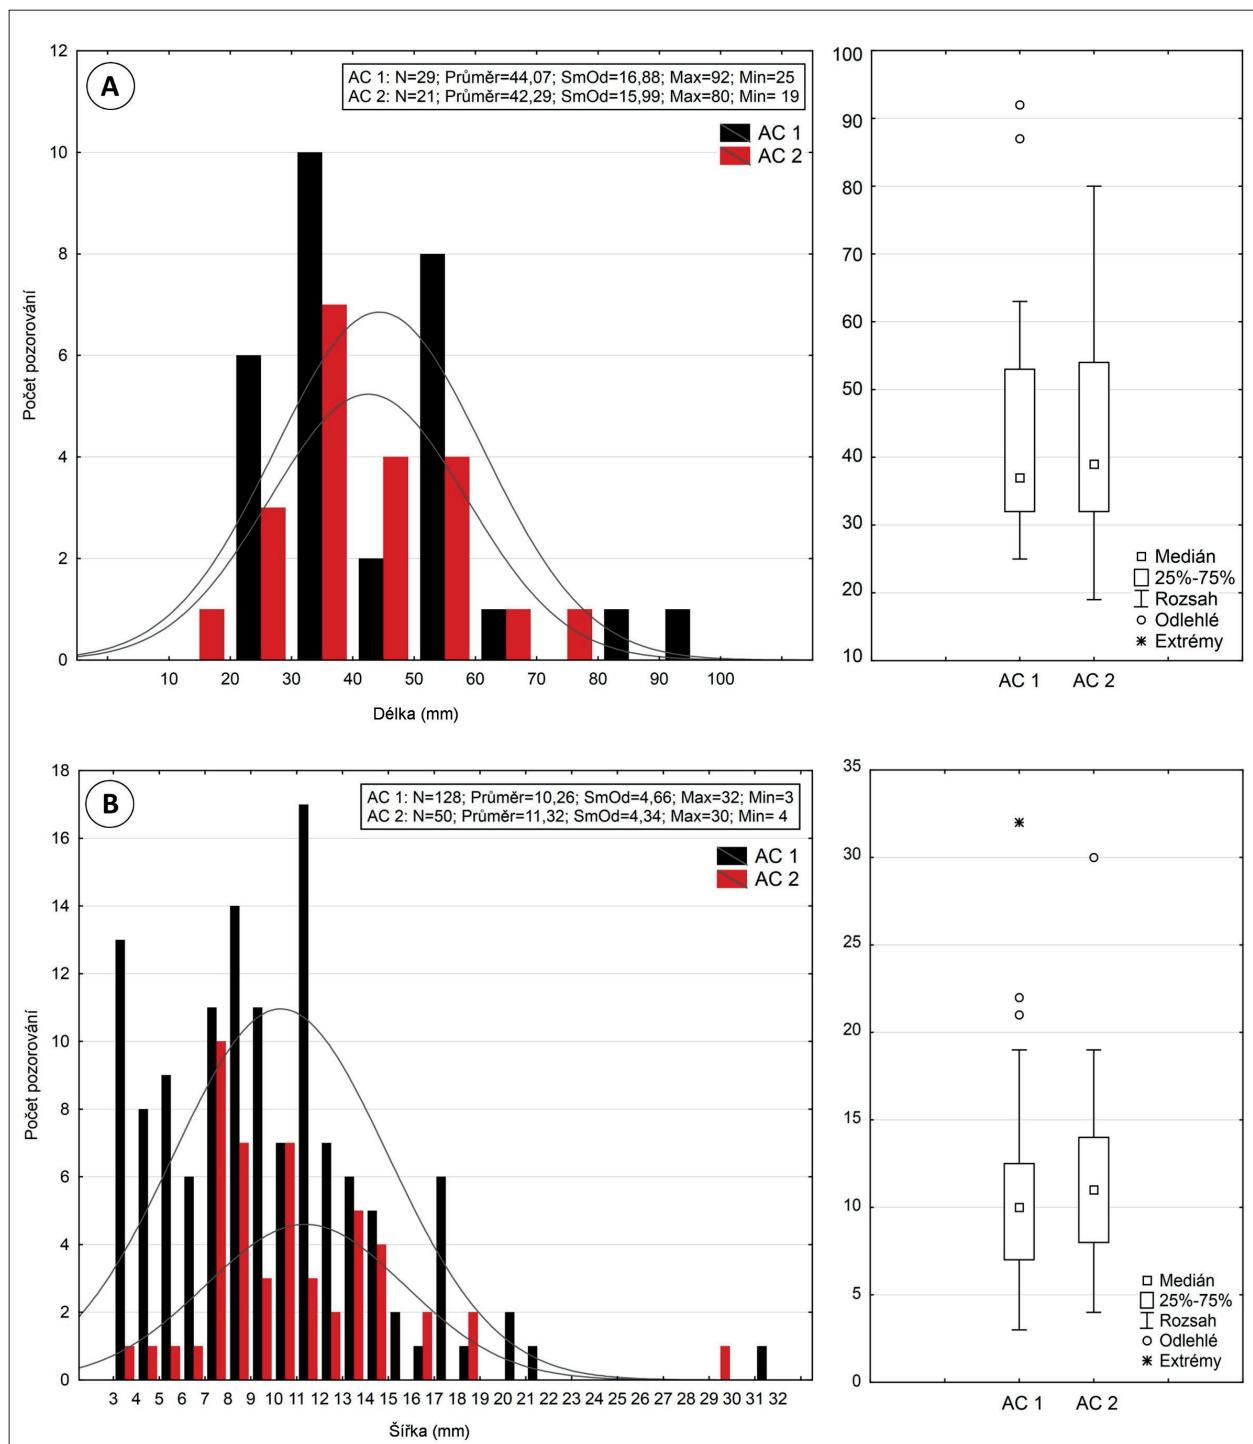 A
AC 1: N=29; Průměr=44,07; SmOd=16,88; Max=92; Min=25
AC 2: N=21; Průměr=42,29; SmOd=15,99; Max=80; Min= 19
AC 1
AC 2
12
10
8
6
4
2
0
Počet pozorování
10 20 30 40 50 60 70 80 90 100
Délka (mm)
100
90
80
70
60
50
40
30
20
10
Medián
25%-75%
Rozsah
Odlehlé
Extrémy
AC 1 AC 2
B
AC 1: N=128; Průměr=10,26; SmOd=4,66; Max=32; Min=3
AC 2: N=50; Průměr=11,32; SmOd=4,34; Max=30; Min= 4
AC 1
AC 2
18
16
14
12
10
8
6
4
2
0
Počet pozorování
3 4 5 6 7 8 9 10 11 12 13 14 15 16 17 18 19 20 21 22 23 24 25 26 27 28 29 30 31 32
Šířka (mm)
35
30
25
20
15
10
5
0
Medián
25%-75%
Rozsah
Odlehlé
Extrémy
AC 1 AC 2